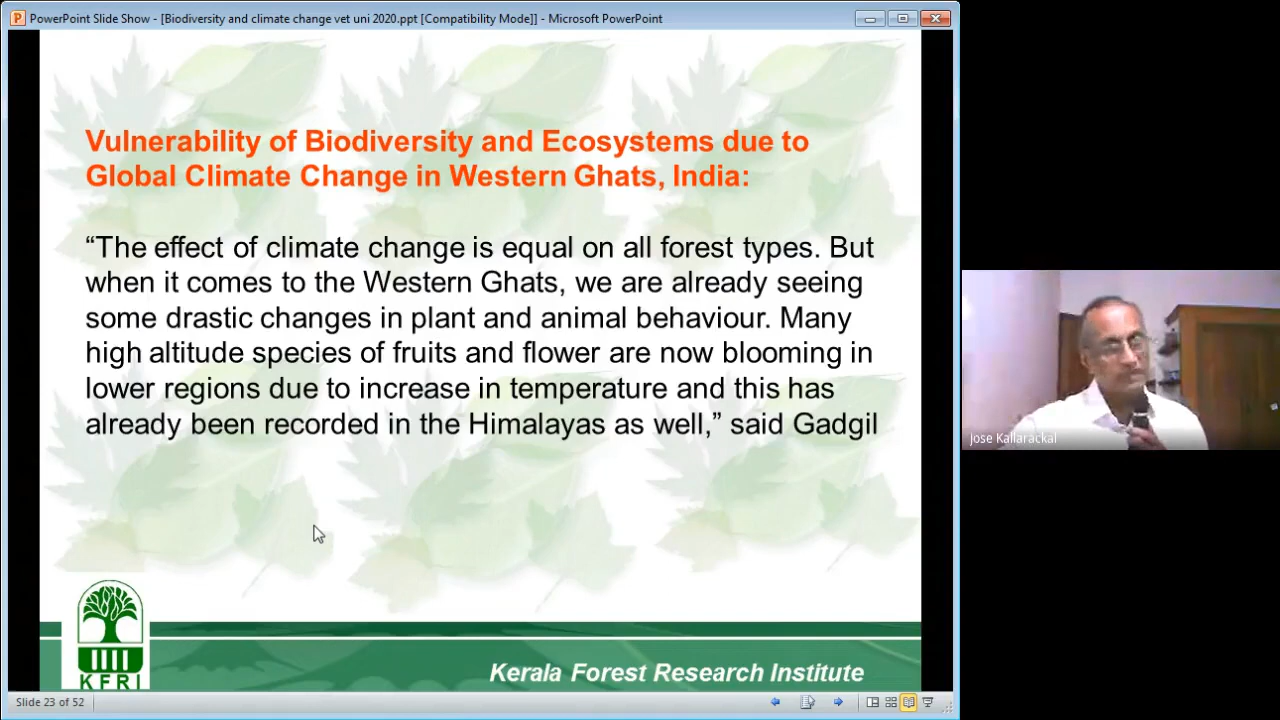 PowerPoint Slide Show - [Biodiversity and climate change vet uni 2020.ppt [Compatibility Mode]] - Microsoft PowerPoint
Vulnerability of Biodiversity and Ecosystems due to
Global Climate Change in Western Ghats, India:
“The effect of climate change is equal on all forest types. But
when it comes to the Western Ghats, we are already seeing
some drastic changes in plant and animal behaviour. Many
high altitude species of fruits and flower are now blooming in
lower regions due to increase in temperature and this has
already been recorded in the Himalayas as well,” said Gadgil
Jose Kallarackal
KFRI
Kerala Forest Research Institute
Slide 23 of 52